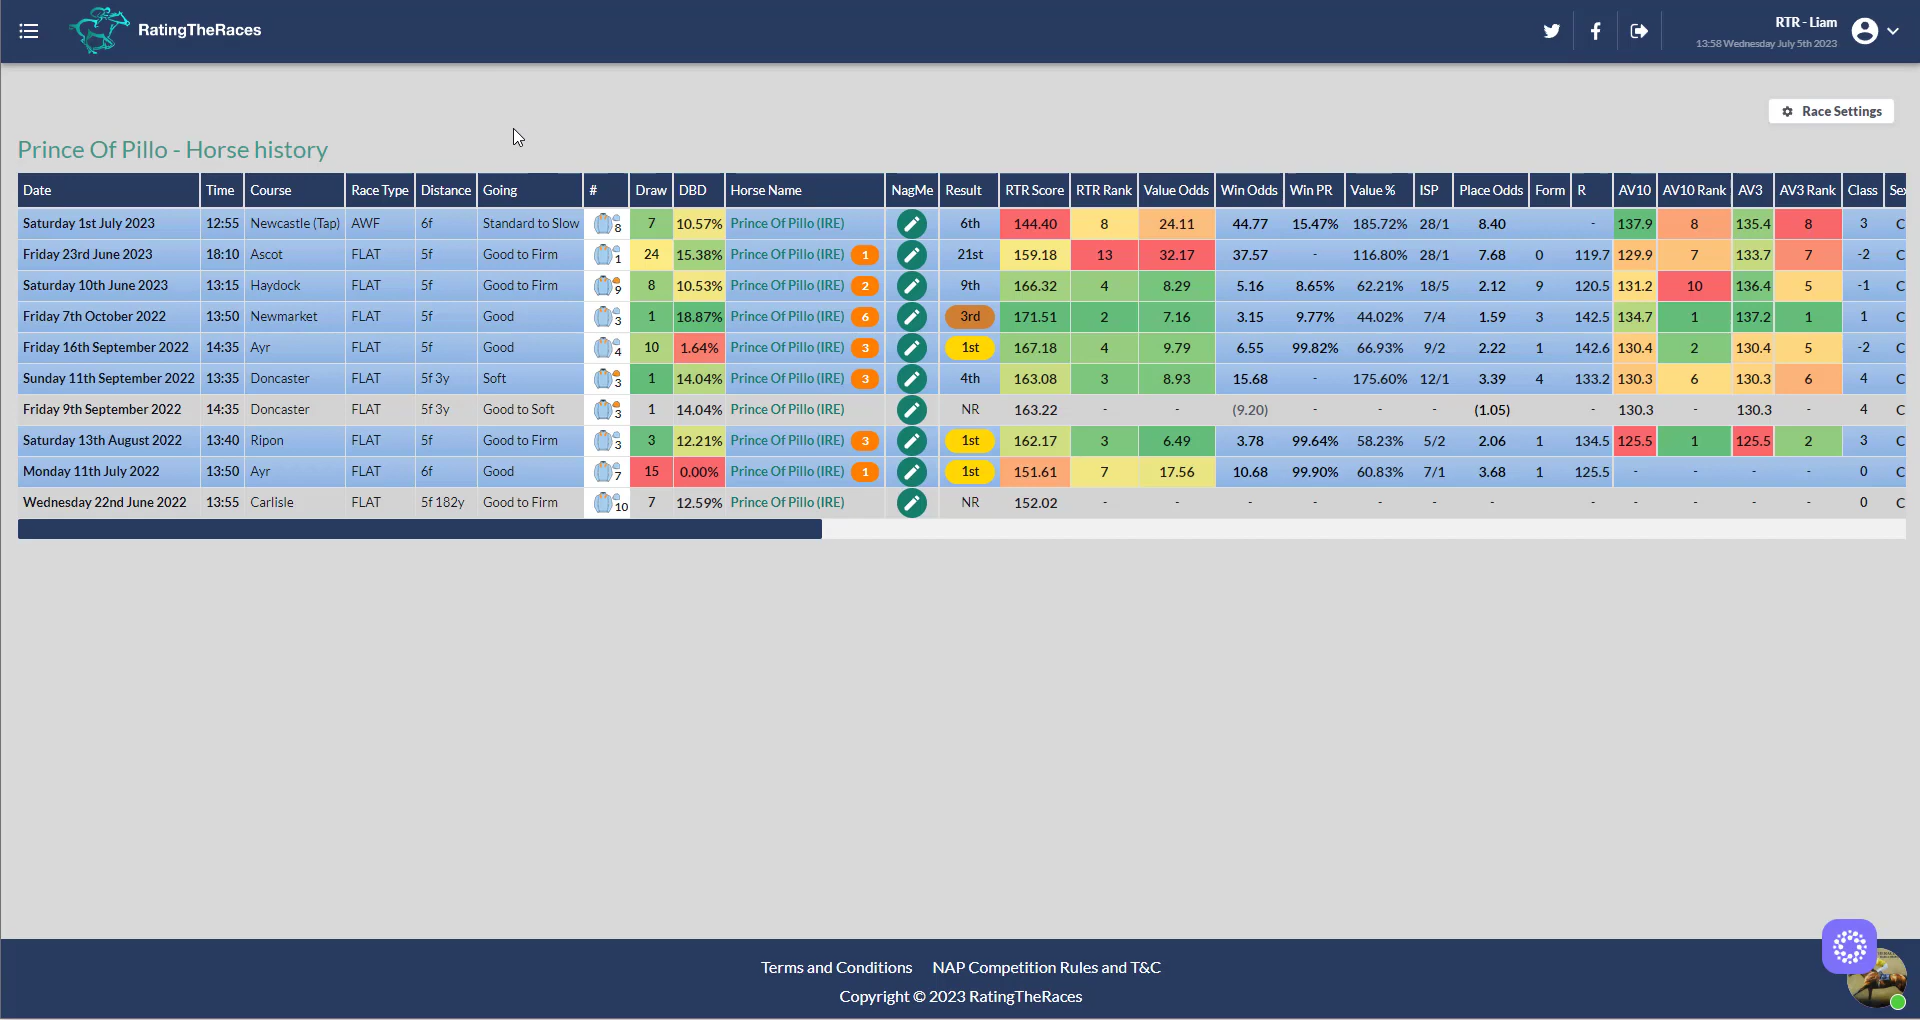 RatingTheRaces
RTR - Liam
13:58 Wednesday July 5th 2023
Race Settings
Prince Of Pillo - Horse history
Date Time Course Race Type Distance Going # Draw DBD Horse Name NagMe Result RTR Score RTR Rank Value Odds Win Odds Win PR Value % ISP Place Odds Form R AV10 AV10 Rank AV3 AV3 Rank Class Se
Saturday 1st July 2023 12:55 Newcastle (Tap) AWF 6f Standard to Slow 8 7 10.57% Prince Of Pillo (IRE) 6th 144.40 8 24.11 44.77 15.47% 185.72% 28/1 8.40 - 137.9 8 135.4 8 3 C
Friday 23rd June 2023 18:10 Ascot FLAT 5f Good to Firm 1 24 15.38% Prince Of Pillo (IRE) 1 21st 159.18 13 32.17 37.57 - 116.80% 28/1 7.68 0 119.7 129.9 7 133.7 7 -2 C
Saturday 10th June 2023 13:15 Haydock FLAT 5f Good to Firm 9 8 10.53% Prince Of Pillo (IRE) 2 9th 166.32 4 8.29 5.16 8.65% 62.21% 18/5 2.12 9 120.5 131.2 10 136.4 5 -1 C
Friday 7th October 2022 13:50 Newmarket FLAT 5f Good 3 1 18.87% Prince Of Pillo (IRE) 6 3rd 171.51 2 7.16 3.15 9.77% 44.02% 7/4 1.59 3 142.5 134.7 1 137.2 1 1 C
Friday 16th September 2022 14:35 Ayr FLAT 5f Good 4 10 1.64% Prince Of Pillo (IRE) 3 1st 167.18 4 9.79 6.55 99.82% 66.93% 9/2 2.22 1 142.6 130.4 2 130.4 5 -2 C
Sunday 11th September 2022 13:35 Doncaster FLAT 5f 3y Soft 3 1 14.04% Prince Of Pillo (IRE) 3 4th 163.08 3 8.93 15.68 - 175.60% 12/1 3.39 4 133.2 130.3 6 130.3 6 4 C
Friday 9th September 2022 14:35 Doncaster FLAT 5f 3y Good to Soft 3 1 14.04% Prince Of Pillo (IRE) NR 163.22 - - (9.20) - - - (1.05) - 130.3 - 130.3 - 4 C
Saturday 13th August 2022 13:40 Ripon FLAT 5f Good to Firm 3 3 12.21% Prince Of Pillo (IRE) 3 1st 162.17 3 6.49 3.78 99.64% 58.23% 5/2 2.06 1 134.5 125.5 1 125.5 2 3 C
Monday 11th July 2022 13:50 Ayr FLAT 6f Good 7 15 0.00% Prince Of Pillo (IRE) 1 1st 151.61 7 17.56 10.68 99.90% 60.83% 7/1 3.68 1 125.5 - - - - 0 C
Wednesday 22nd June 2022 13:55 Carlisle FLAT 5f 182y Good to Firm 10 7 12.59% Prince Of Pillo (IRE) NR 152.02 - - - - - - - - - - - - 0 C
Terms and Conditions NAP Competition Rules and T&C
Copyright © 2023 RatingTheRaces